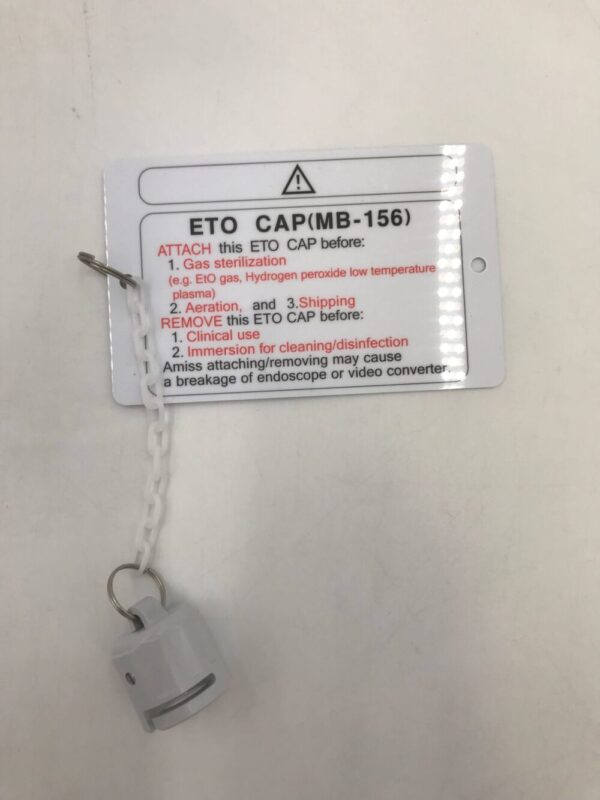 ETO CAP(MB-156)
ATTACH this ETO CAP before:
1. Gas sterilization
(e.g. EtO gas, Hydrogen peroxide low temperature
plasma)
2. Aeration, and 3.Shipping
REMOVE this ETO CAP before:
1. Clinical use
2. Immersion for cleaning/disinfection
Amiss attaching/removing may cause
a breakage of endoscope or video converter.